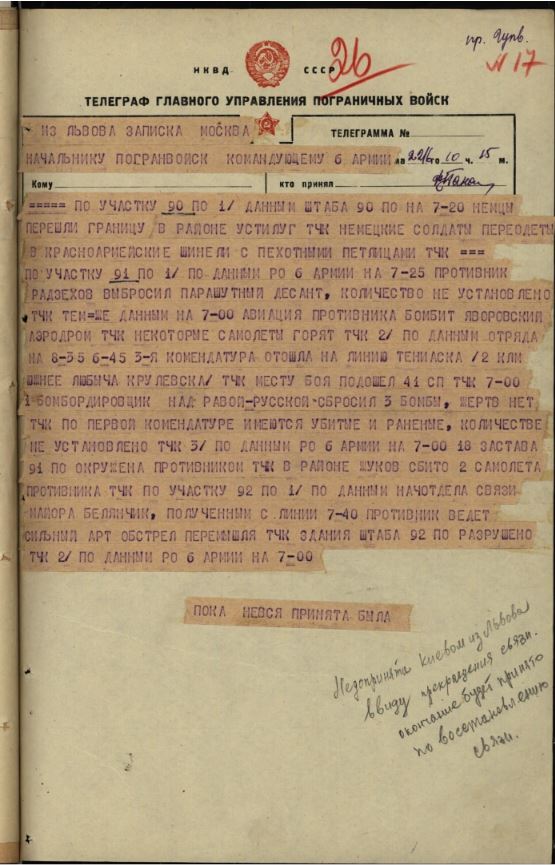 пр. Гупв.
26
N 17
НКВД СССР
ТЕЛЕГРАФ ГЛАВНОГО УПРАВЛЕНИЯ ПОГРАНИЧНЫХ ВОЙСК
ИЗ ЛЬВОВА ЗАПИСКА МОСКВА
ТЕЛЕГРАММА №
НАЧАЛЬНИКУ ПОГРАНВОЙСК КОМАНДУЮЩЕМУ 6 АРМИИ 22/VI 10 ч. 15 м.
Кому
кто принял
===== ПО УЧАСТКУ 90 ПО 1/ ДАННЫМ ШТАБА 90 ПО НА 7-20 НЕМЦЫ
ПЕРЕШЛИ ГРАНИЦУ В РАЙОНЕ УСТИЛУГ ТЧК НЕМЕЦКИЕ СОЛДАТЫ ПЕРЕОДЕТЫ
В КРАСНОАРМЕЙСКИЕ ШИНЕЛИ С ПЕХОТНЫМИ ПЕТЛИЦАМИ ТЧК ===
ПО УЧАСТКУ 91 ПО 1/ ПО ДАННЫМ РО 6 АРМИИ НА 7-25 ПРОТИВНИК
РАДЗЕХОВ ВЫБРОСИЛ ПАРАШУТНЫЙ ДЕСАНТ, КОЛИЧЕСТВО НЕ УСТАНОВЛЕНО
ТЧК ТЕМ=ЖЕ ДАННЫМ НА 7-00 АВИАЦИЯ ПРОТИВНИКА БОМБИТ ЯВОРОВСКИЙ
АЭРОДРОМ ТЧК НЕКОТОРЫЕ САМОЛЕТЫ ГОРЯТ ТЧК 2/ ПО ДАННЫМ ОТРЯДА
НА 8-35 6-45 3-Я КОМЕНДАТУРА ОТОШЛА НА ЛИНИЮ ТЕНИАСКА /2 КЛМ
ЮЖНЕЕ ЛЮБЫЧА КРУЛЕВСКА/ ТЧК МЕСТУ БОЯ ПОДОШЕЛ 41 СП ТЧК 7-00
1 БОМБОРДИРОВЩИК НАД РАВОЙ-РУССКОЙ СБРОСИЛ 3 БОМБЫ, ЖЕРТВ НЕТ
ТЧК ПО ПЕРВОЙ КОМЕНДАТУРЕ ИМЕЮТСЯ УБИТЫЕ И РАНЕНЫЕ, КОЛИЧЕСТВЕ
НЕ УСТАНОВЛЕНО ТЧК 3/ ПО ДАННЫМ РО 6 АРМИИ НА 7-00 18 ЗАСТАВА
91 ПО ОКРУЖЕНА ПРОТИВНИКОМ ТЧК В РАЙОНЕ ЖУКОВ СБИТО 2 САМОЛЕТА
ПРОТИВНИКА ТЧК ПО УЧАСТКУ 92 ПО 1/ ПО ДАННЫМ НАЧОТДЕЛА СВЯЗИ
МАЙОРА БЕЛЯНЧИК, ПОЛУЧЕННЫМ С ЛИНИИ 7-40 ПРОТИВНИК ВЕДЕТ
СИЛЬНЫЙ АРТ ОБСТРЕЛ ПЕРЕМЫШЛЯ ТЧК ЗДАНИЯ ШТАБА 92 ПО РАЗРУШЕНО
ТЧК 2/ ПО ДАННЫМ РО 6 АРМИИ НА 7-00
ПОКА НЕВСЯ ПРИНЯТА БЫЛА
Недопринята Киевом из Львова
ввиду прекращения связи.
окончание будет принято
по восстановлению
связи.